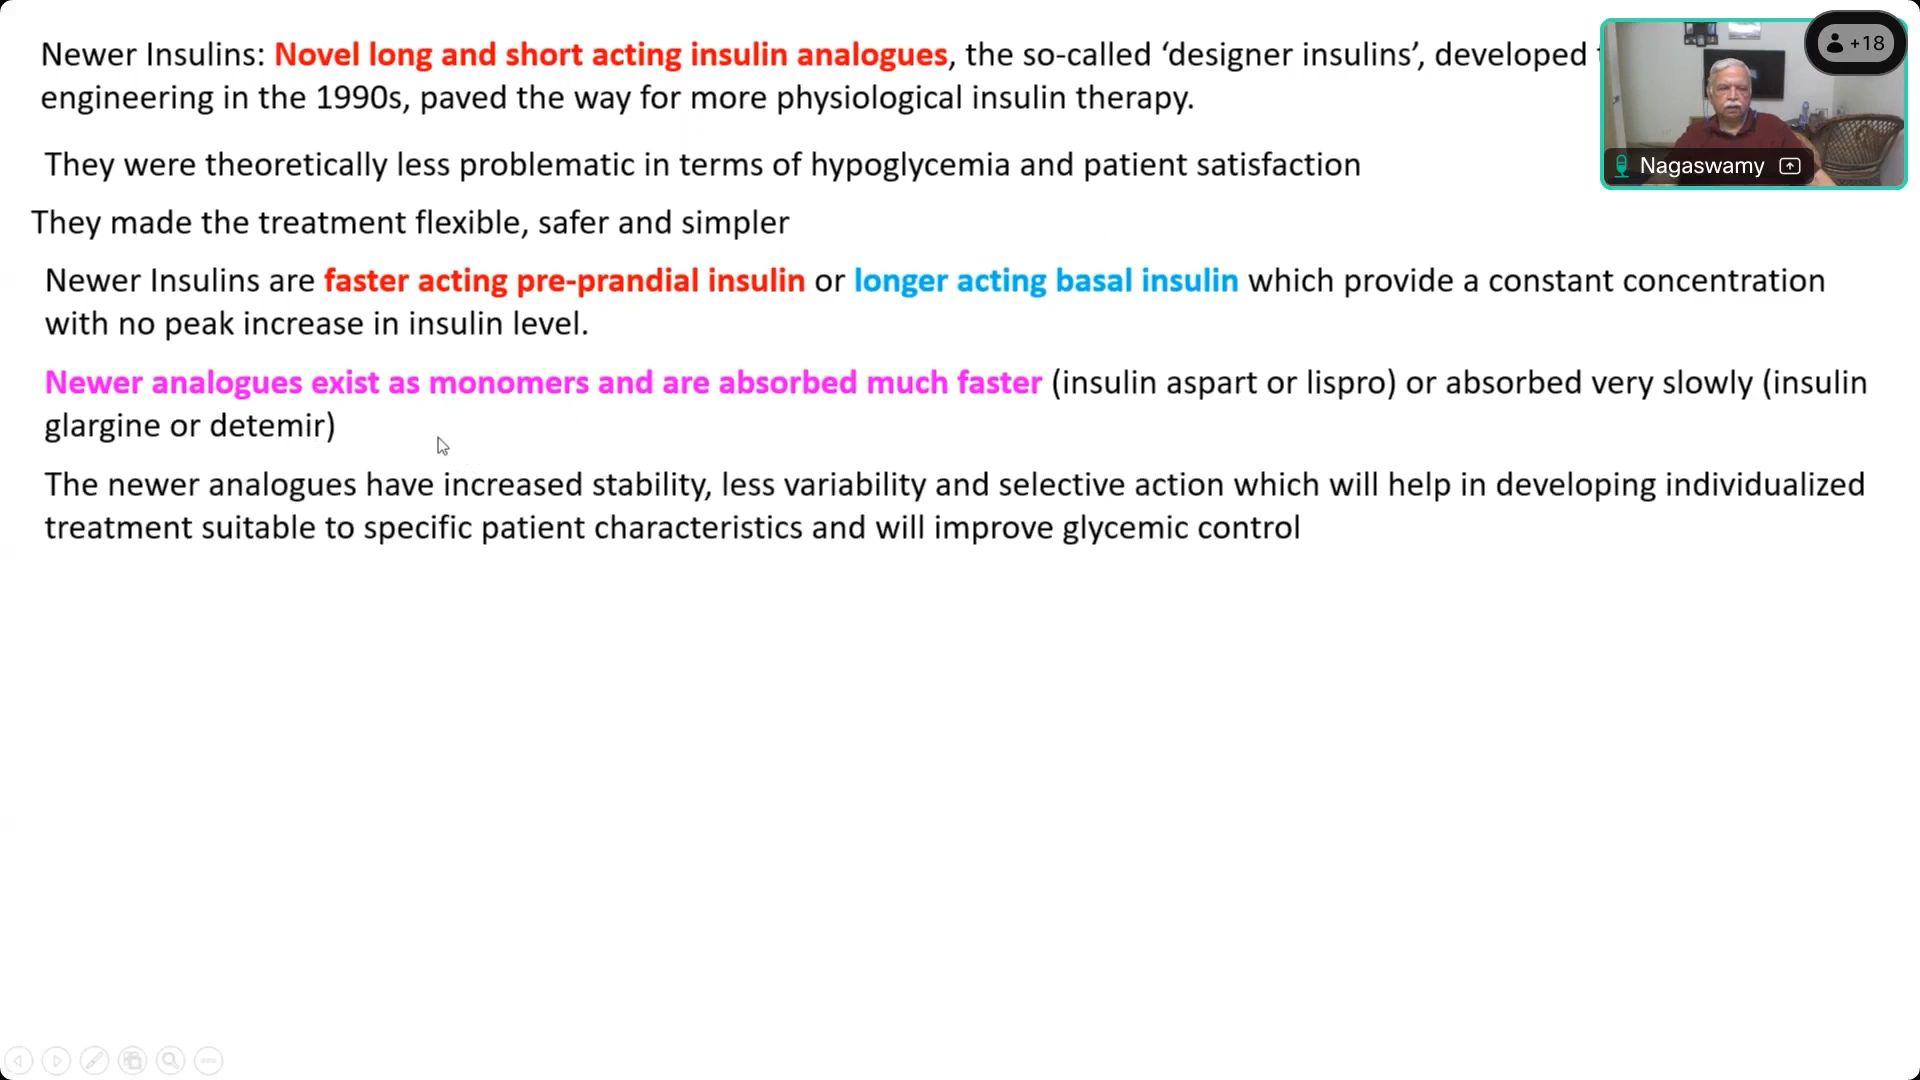 Newer Insulins: Novel long and short acting insulin analogues, the so-called ‘designer insulins’, developed
engineering in the 1990s, paved the way for more physiological insulin therapy.
They were theoretically less problematic in terms of hypoglycemia and patient satisfaction
They made the treatment flexible, safer and simpler
Newer Insulins are faster acting pre-prandial insulin or longer acting basal insulin which provide a constant concentration
with no peak increase in insulin level.
Newer analogues exist as monomers and are absorbed much faster (insulin aspart or lispro) or absorbed very slowly (insulin
glargine or detemir)
The newer analogues have increased stability, less variability and selective action which will help in developing individualized
treatment suitable to specific patient characteristics and will improve glycemic control
+18
Nagaswamy